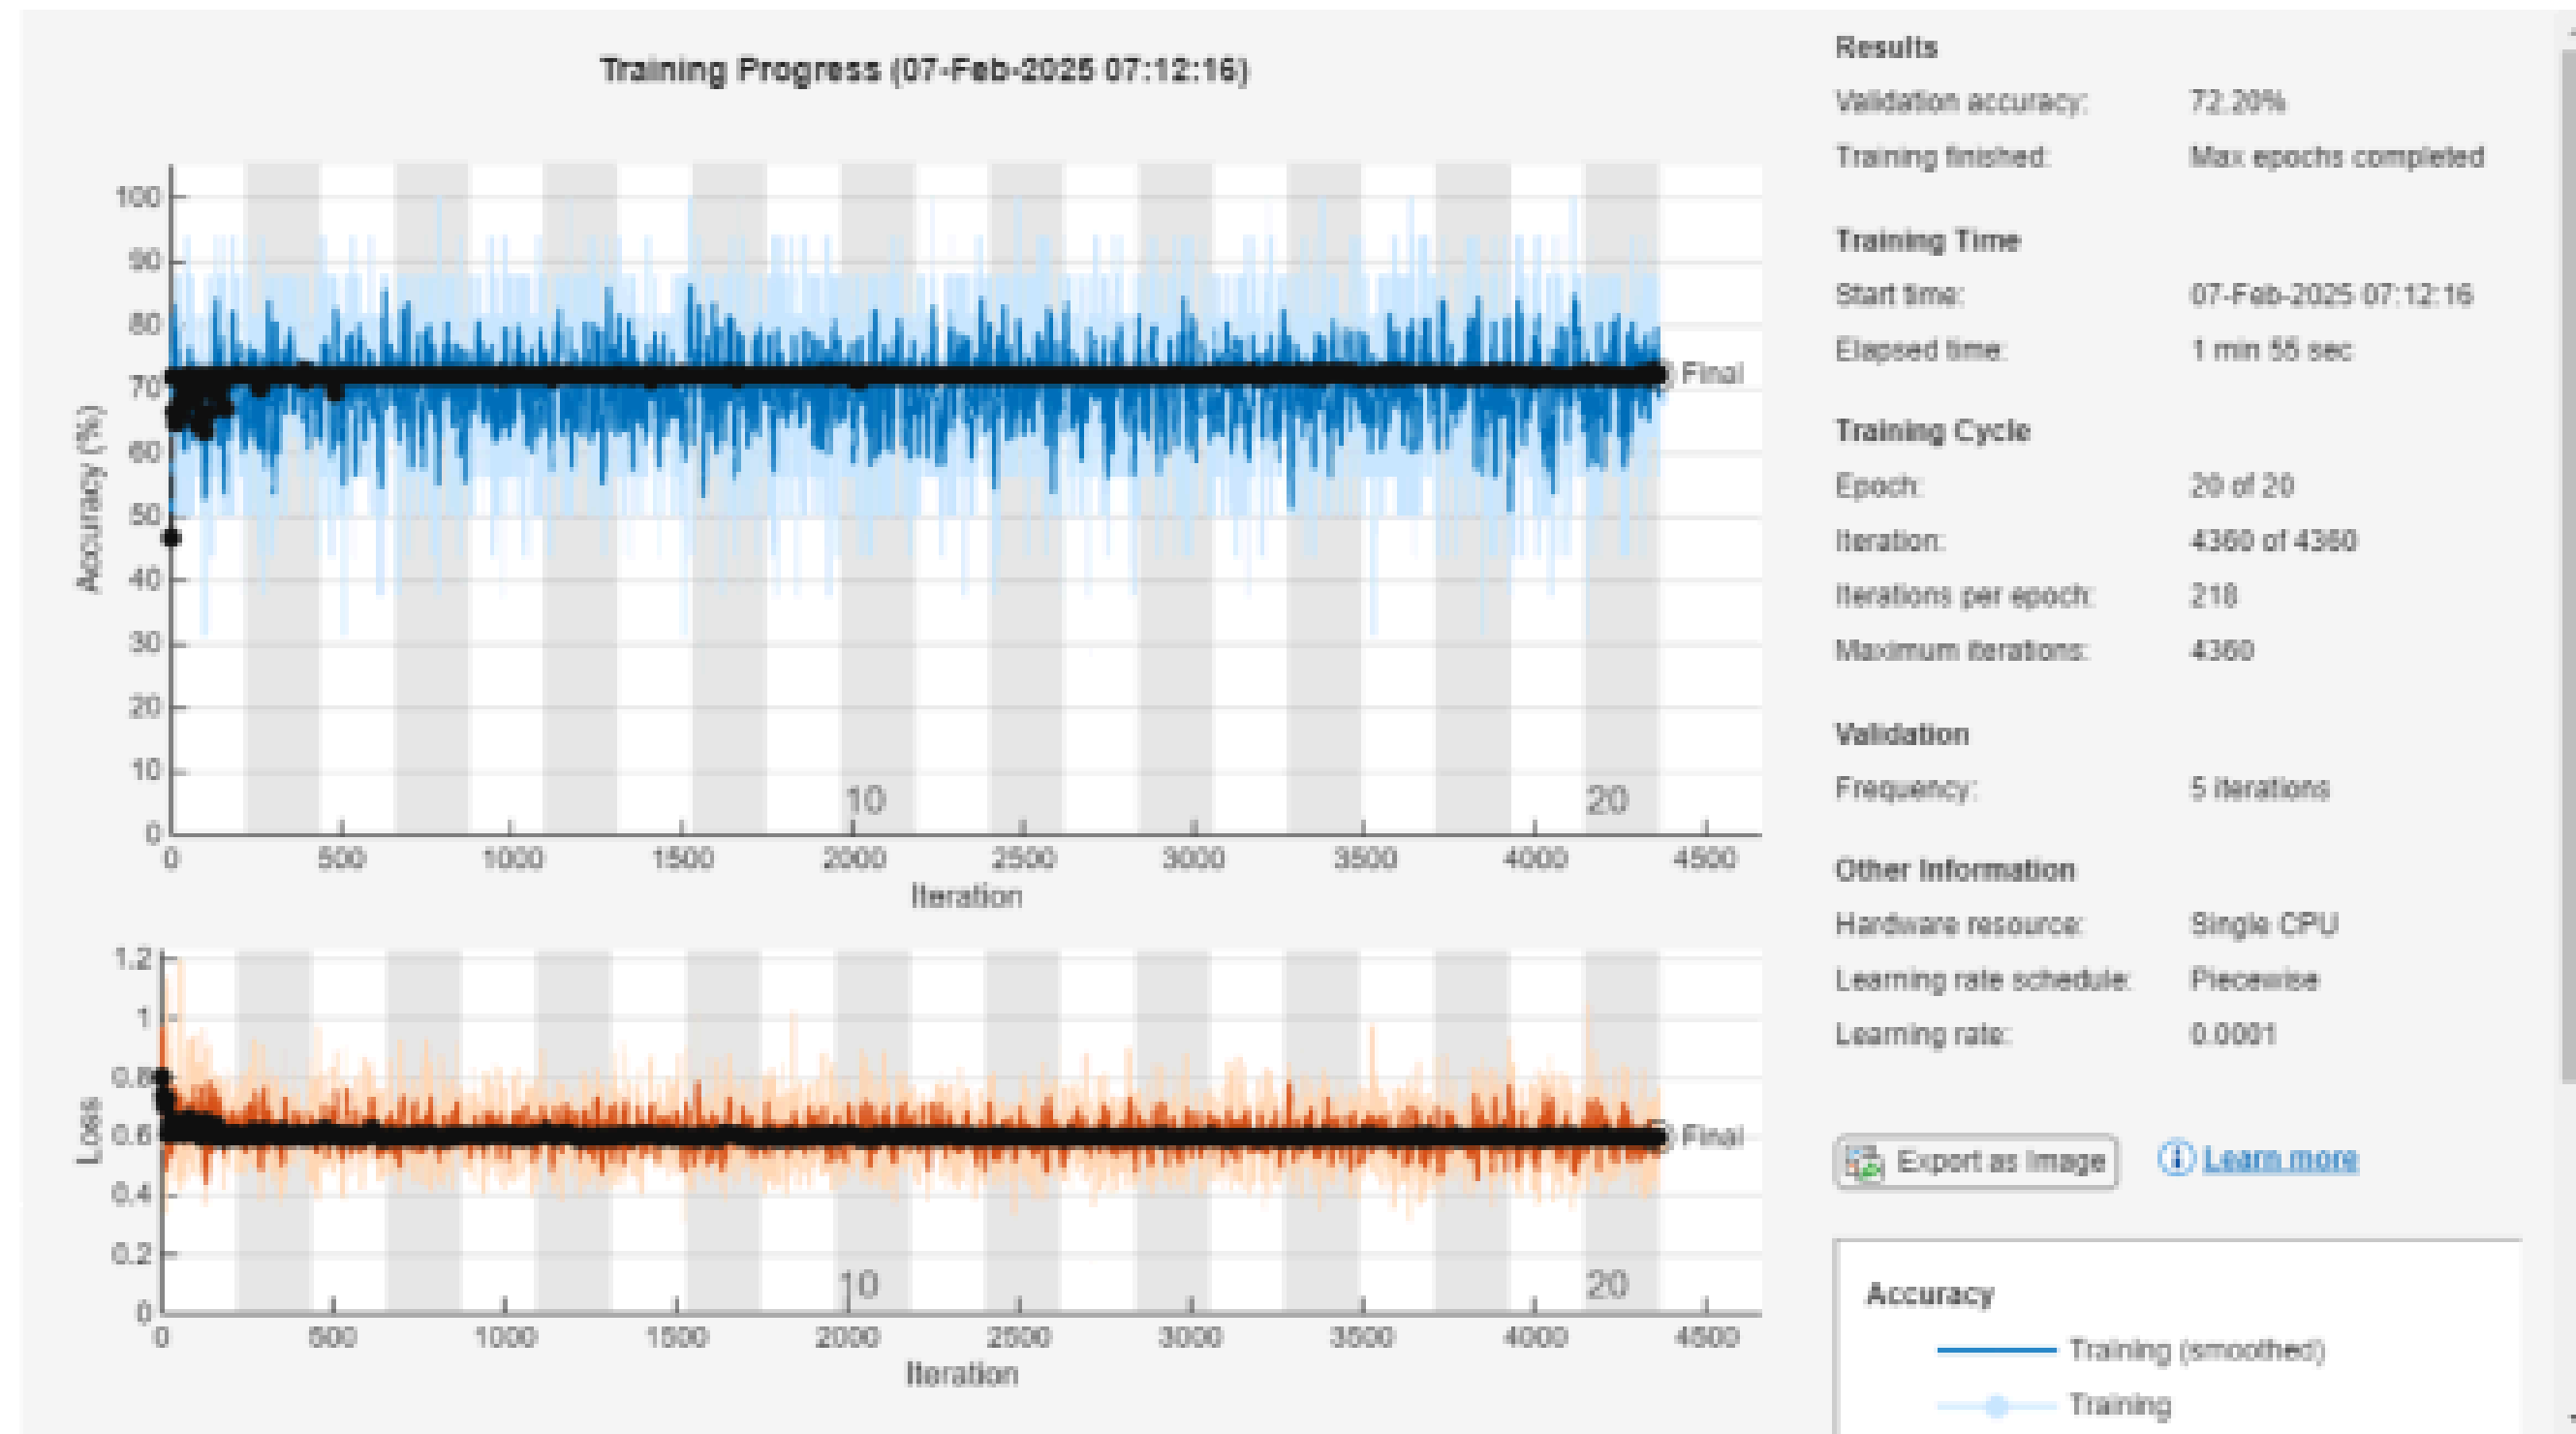 Training Progress (07-Feb-2025 07:12:16)
100
90
80
70
60
50
40
30
20
10
0
Accuracy (%)
Final
10
20
0 500 1000 1500 2000 2500 3000 3500 4000 4500
Iteration
1.2
1
0.8
0.6
0.4
0.2
0
Loss
Final
10
20
0 500 1000 1500 2000 2500 3000 3500 4000 4500
Iteration
Results
Validation accuracy: 72.20%
Training finished: Max epochs completed
Training Time
Start time: 07-Feb-2025 07:12:16
Elapsed time: 1 min 55 sec
Training Cycle
Epoch: 20 of 20
Iteration: 4360 of 4360
Iterations per epoch: 218
Maximum iterations: 4360
Validation
Frequency: 5 iterations
Other Information
Hardware resource: Single CPU
Learning rate schedule: Piecewise
Learning rate: 0.0001
Export as Image
Learn more
Accuracy
Training (smoothed)
Training